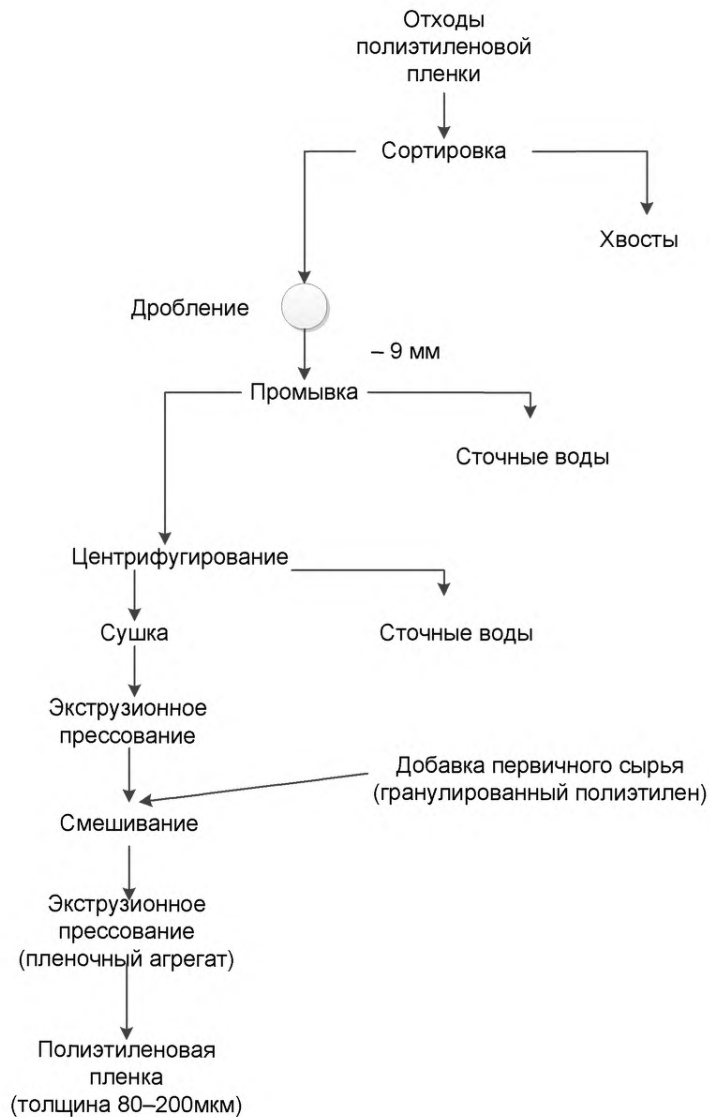 Отходы
полиэтиленовой
пленки
Сортировка
Хвосты
Дробление
– 9 мм
Промывка
Сточные воды
Центрифугирование
Сушка
Сточные воды
Экструзионное
прессование
Добавка первичного сырья
(гранулированный полиэтилен)
Смешивание
Экструзионное
прессование
(пленочный агрегат)
Полиэтиленовая
пленка
(толщина 80–200мкм)